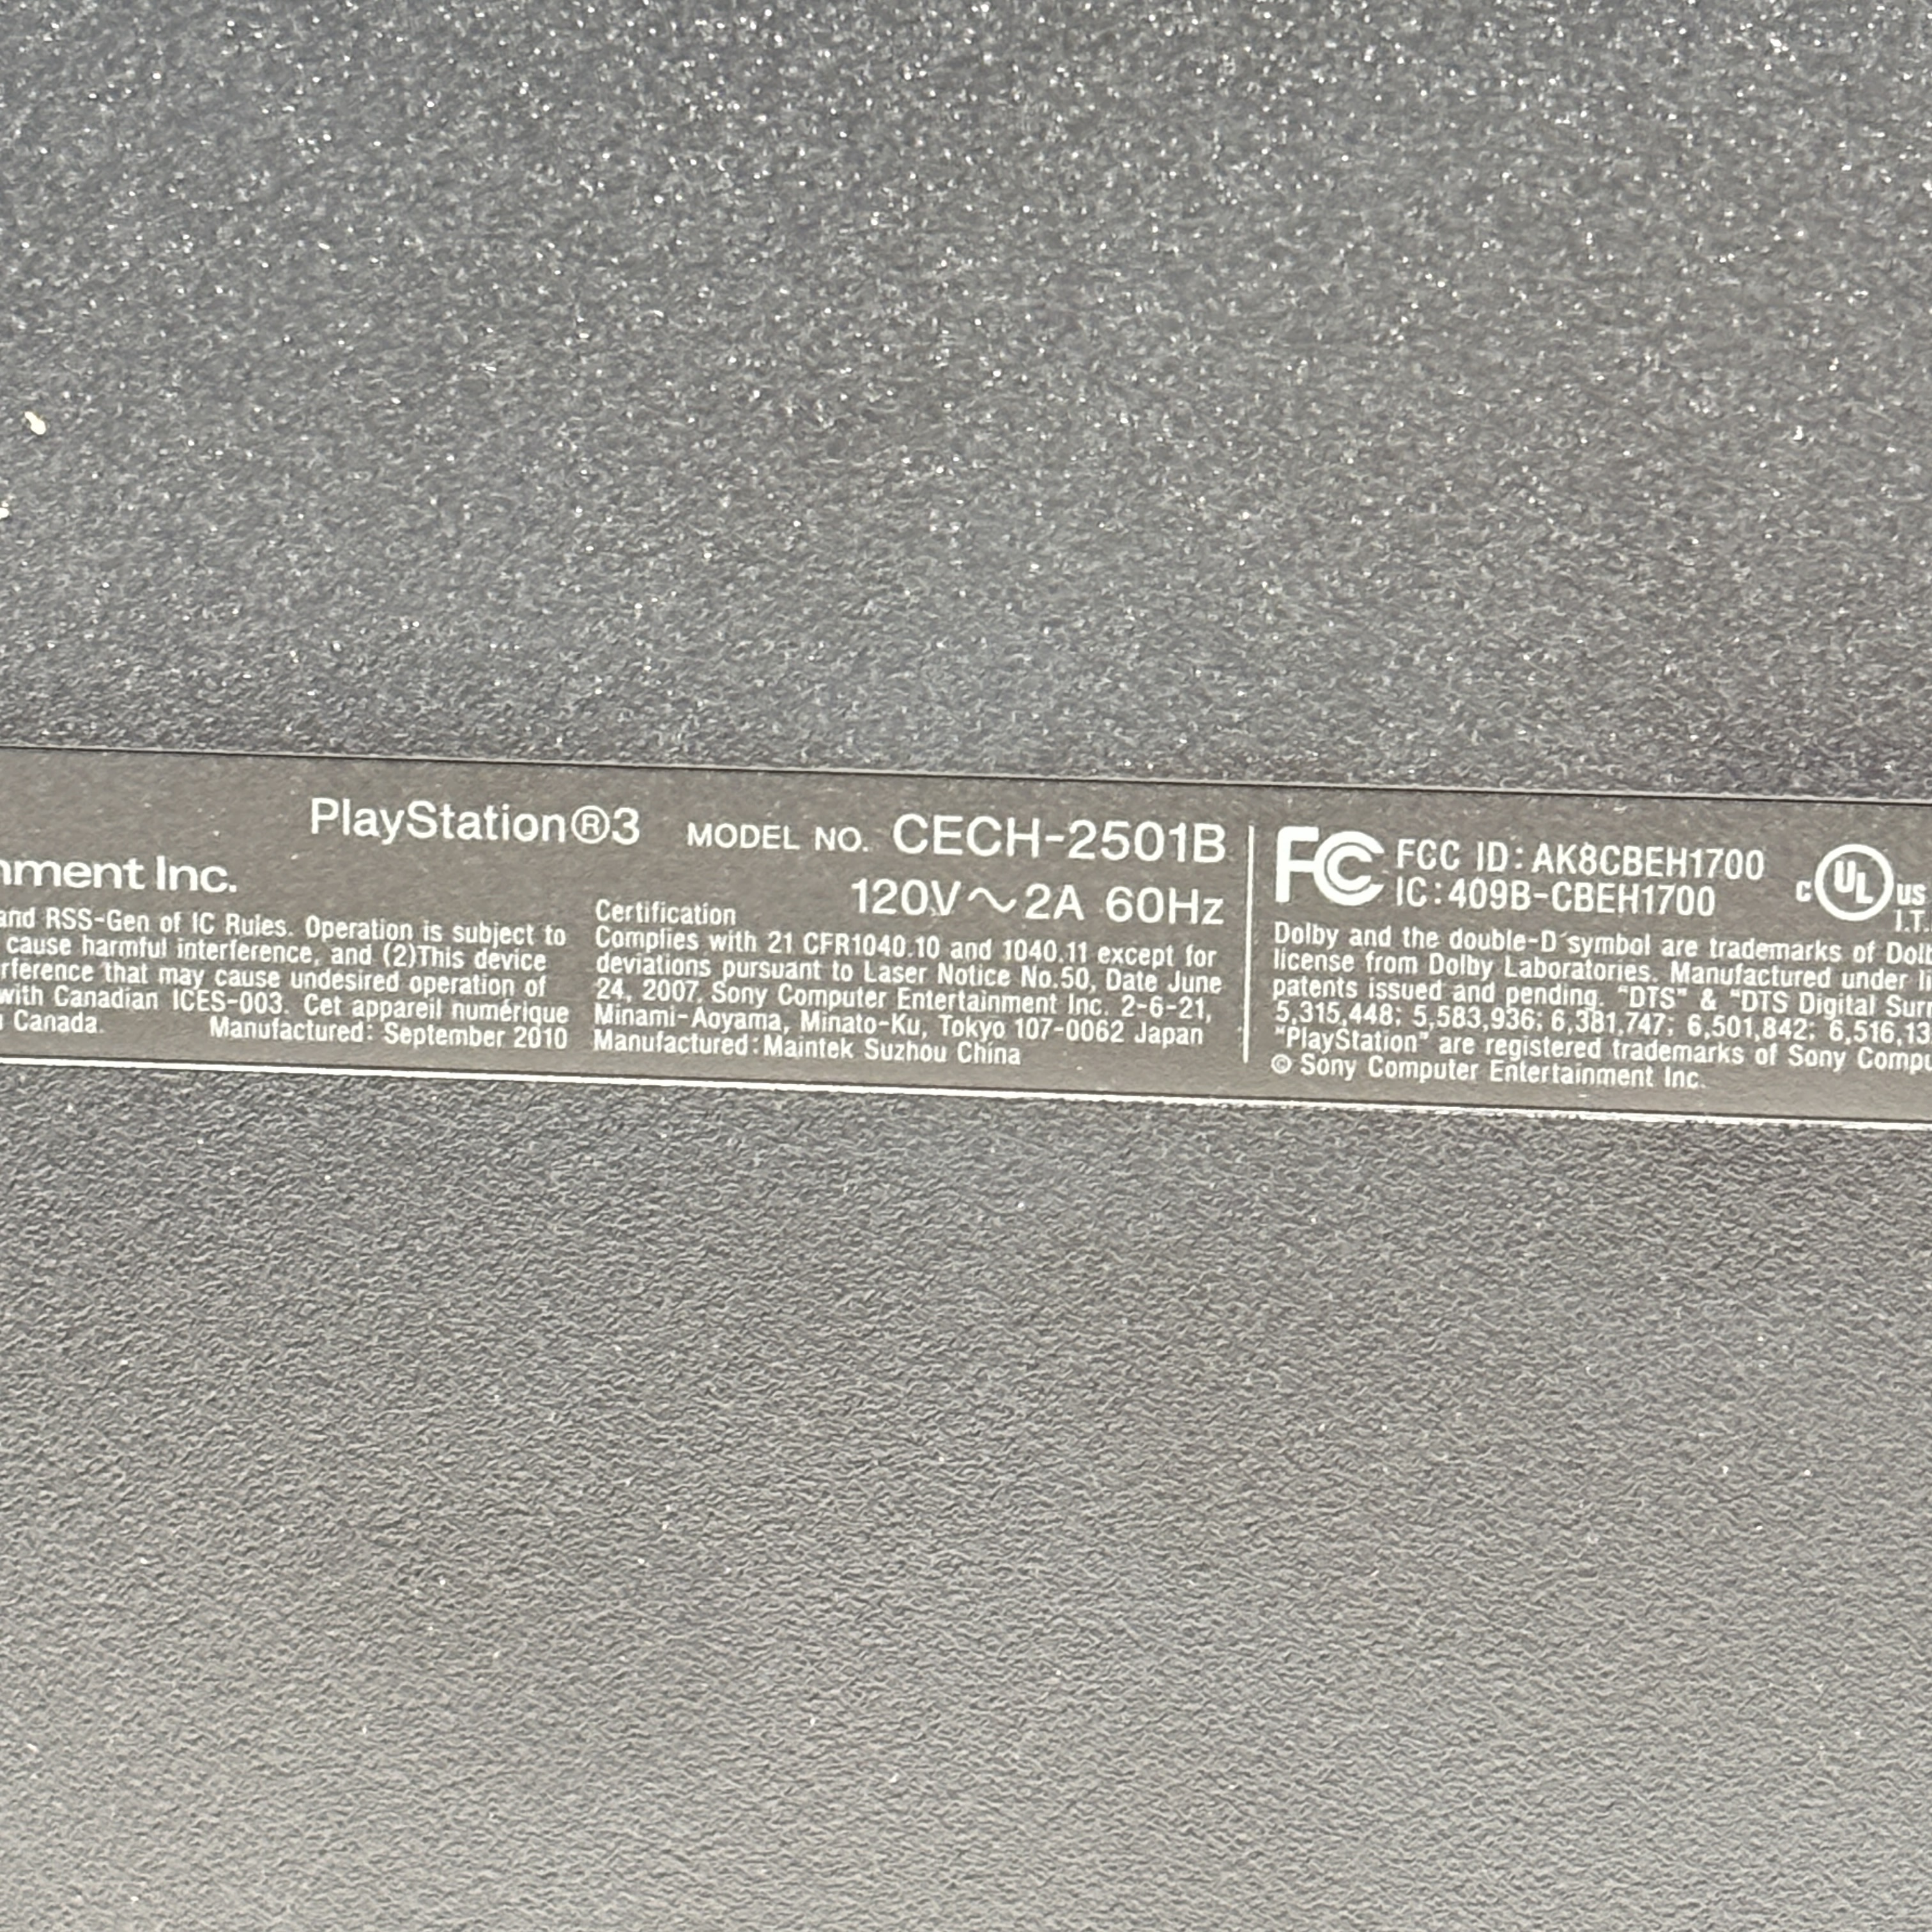 PlayStation®3 MODEL NO. CECH-2501B
nment Inc.
120V～2A 60Hz
and RSS-Gen of IC Rules. Operation is subject to
cause harmful interference, and (2)This device
rference that may cause undesired operation of
with Canadian ICES-003. Cet appareil numérique
Canada.
Manufactured: September 2010
Certification
Complies with 21 CFR1040.10 and 1040.11 except for
deviations pursuant to Laser Notice No.50, Date June
24, 2007, Sony Computer Entertainment Inc. 2-6-21,
Minami-Aoyama, Minato-Ku, Tokyo 107-0062 Japan
Manufactured: Maintek Suzhou China
FC FCC ID: AK8CBEH1700
IC: 409B-CBEH1700
c UL us
I.T.
Dolby and the double-D symbol are trademarks of Dolb
license from Dolby Laboratories. Manufactured under
patents issued and pending. "DTS" & "DTS Digital Surr
5,315,448; 5,583,936; 6,381,747; 6,501,842; 6,516,13
"PlayStation" are registered trademarks of Sony Compu
© Sony Computer Entertainment Inc.